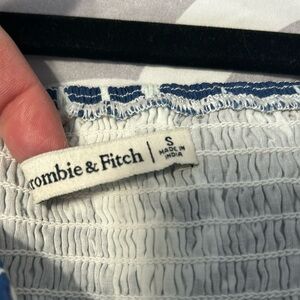 rombie & Fitch
S
MADE IN
INDIA